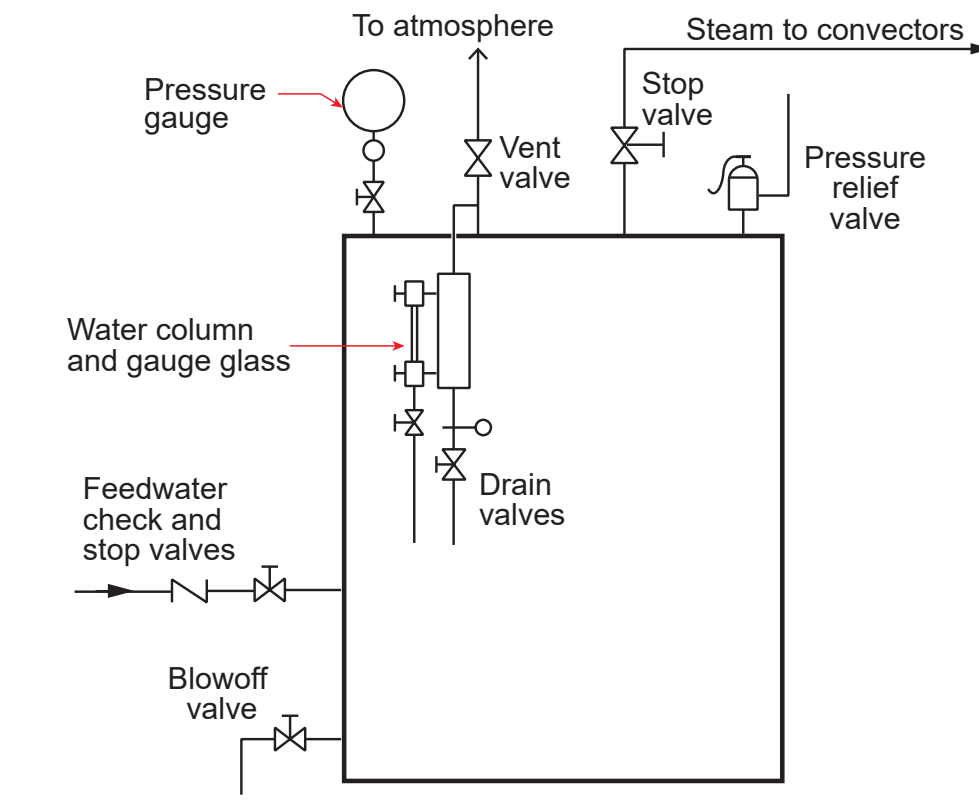 To atmosphere
Steam to convectors
Pressure
gauge
Stop
valve
Vent
valve
Pressure
relief
valve
Water column
and gauge glass
Drain
valves
Feedwater
check and
stop valves
Blowoff
valve